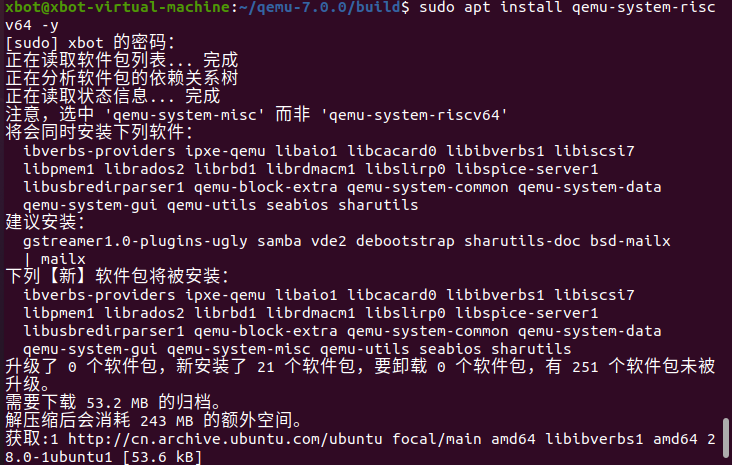 xbot@xbot-virtual-machine:~/qemu-7.0.0/build$ sudo apt install qemu-system-risc
v64 -y
[sudo] xbot 的密码：
正在读取软件包列表... 完成
正在分析软件包的依赖关系树
正在读取状态信息... 完成
注意，选中 'qemu-system-misc' 而非 'qemu-system-riscv64'
将会同时安装下列软件：
  ibverbs-providers ipxe-qemu libaio1 libcacard0 libibverbs1 libiscsi7
  libpmem1 librados2 librbd1 librdmacm1 libslirp0 libspice-server1
  libusbredirparser1 qemu-block-extra qemu-system-common qemu-system-data
  qemu-system-gui qemu-utils seabios sharutils
建议安装：
  gstreamer1.0-plugins-ugly samba vde2 debootstrap sharutils-doc bsd-mailx
  | mailx
下列【新】软件包将被安装：
  ibverbs-providers ipxe-qemu libaio1 libcacard0 libibverbs1 libiscsi7
  libpmem1 librados2 librbd1 librdmacm1 libslirp0 libspice-server1
  libusbredirparser1 qemu-block-extra qemu-system-common qemu-system-data
  qemu-system-gui qemu-system-misc qemu-utils seabios sharutils
升级了 0 个软件包，新安装了 21 个软件包，要卸载 0 个软件包，有 251 个软件包未被
升级。
需要下载 53.2 MB 的归档。
解压缩后会消耗 243 MB 的额外空间。
获取:1 http://cn.archive.ubuntu.com/ubuntu focal/main amd64 libibverbs1 amd64 2
8.0-1ubuntu1 [53.6 kB]